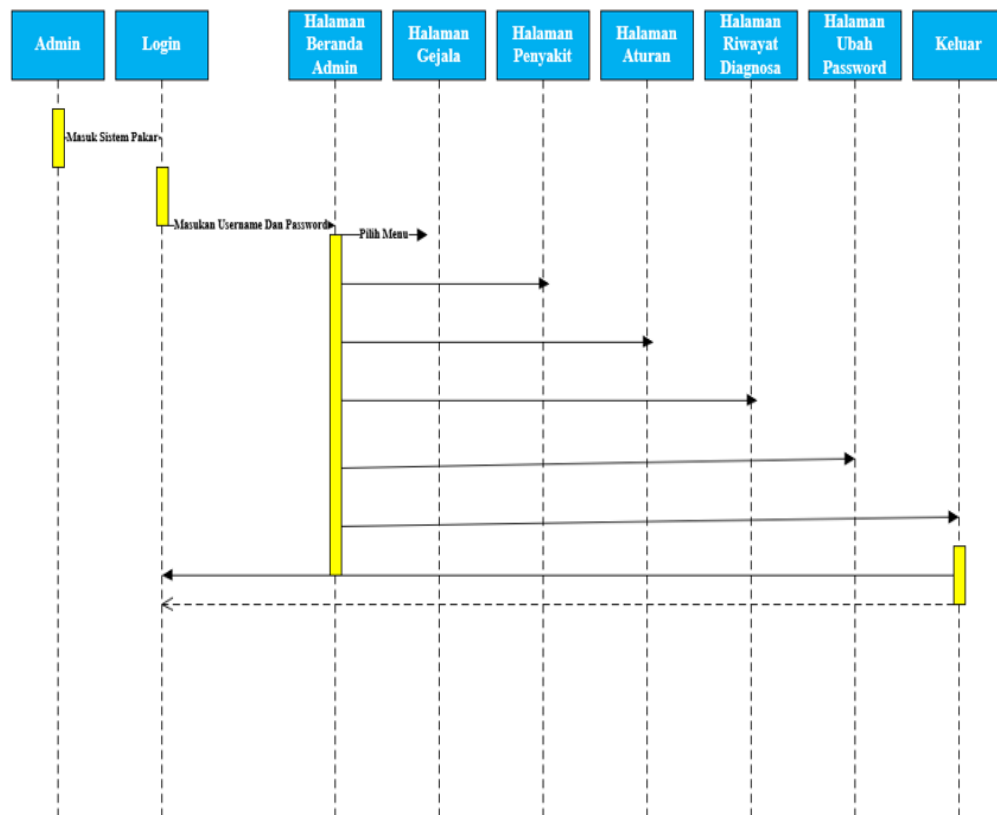 Admin
Login
Halaman
Beranda
Admin
Halaman
Gejala
Halaman
Penyakit
Halaman
Aturan
Halaman
Riwayat
Diagnosa
Halaman
Ubah
Password
Keluar
Masuk Sistem Pakar
Masukan Username Dan Password
Pilih Menu